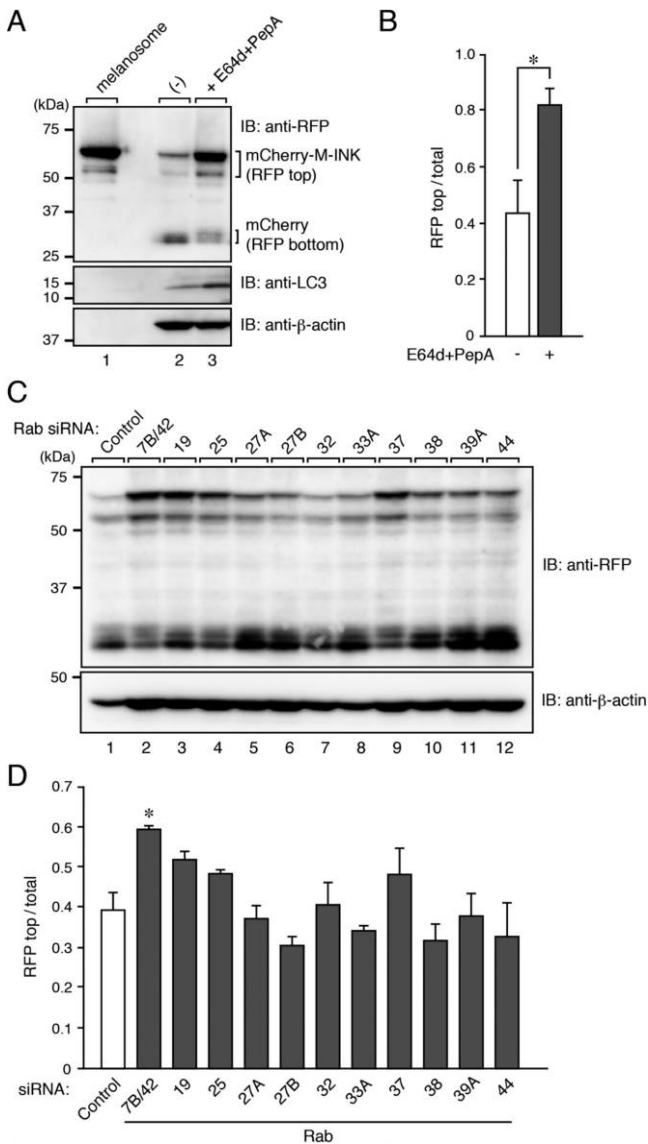 A
melanosome
(-)
+ E64d+PepA
(kDa)
75
50
37
25
15
10
37
IB: anti-RFP
mCherry-M-INK
(RFP top)
mCherry
(RFP bottom)
IB: anti-LC3
IB: anti-β-actin
1 2 3
B
RFP top / total
1.0
0.8
0.6
0.4
0.2
0
*
E64d+PepA - +
C
Rab siRNA: Control 7B/42 19 25 27A 27B 32 33A 37 38 39A 44
(kDa)
75
50
37
50
IB: anti-RFP
IB: anti-β-actin
1 2 3 4 5 6 7 8 9 10 11 12
D
RFP top / total
0.7
0.6
0.5
0.4
0.3
0.2
0.1
0
*
siRNA: Control 7B/42 19 25 27A 27B 32 33A 37 38 39A 44
Rab